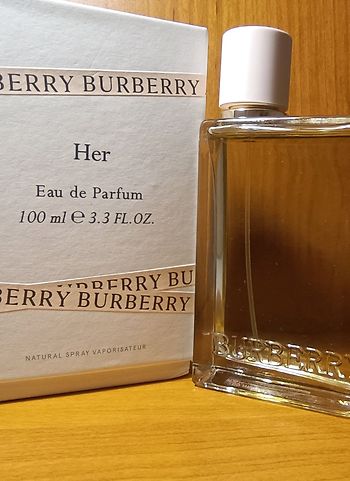 BERRY BURBERRY
Her
Eau de Parfum
100 ml e 3.3 FL.OZ.
BURBERRY BU
BERRY BURBERRY
NATURAL SPRAY VAPORISATEUR
BURBERRY